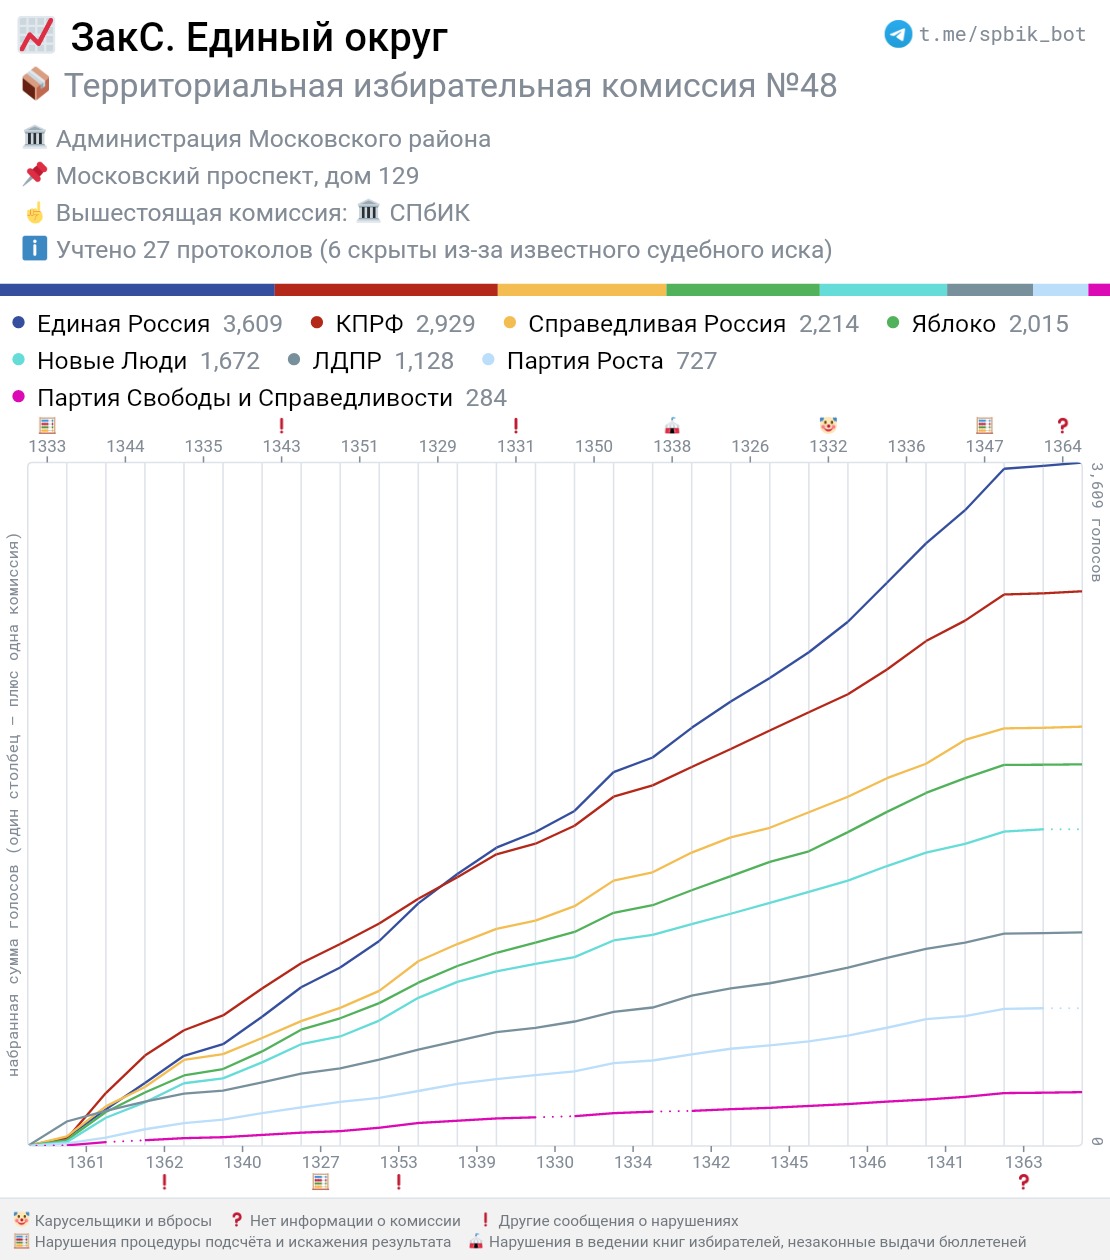 ЗакС. Единый округ
t.me/spbik_bot
Территориальная избирательная комиссия №48
Администрация Московского района
Московский проспект, дом 129
Вышестоящая комиссия: СПбИК
Учтено 27 протоколов (6 скрыты из-за известного судебного иска)
Единая Россия 3,609 КПРФ 2,929 Справедливая Россия 2,214 Яблоко 2,015
Новые Люди 1,672 ЛДПР 1,128 Партия Роста 727
Партия Свободы и Справедливости 284
1333 1344 1335 1343 1351 1329 1331 1350 1338 1326 1332 1336 1347 1364
3,609 голосов
набранная сумма голосов (один столбец — плюс одна комиссия)
0
1361 1362 1340 1327 1353 1339 1330 1334 1342 1345 1346 1341 1363
Карусельщики и вбросы Нет информации о комиссии Другие сообщения о нарушениях
Нарушения процедуры подсчёта и искажения результата Нарушения в ведении книг избирателей, незаконные выдачи бюллетеней